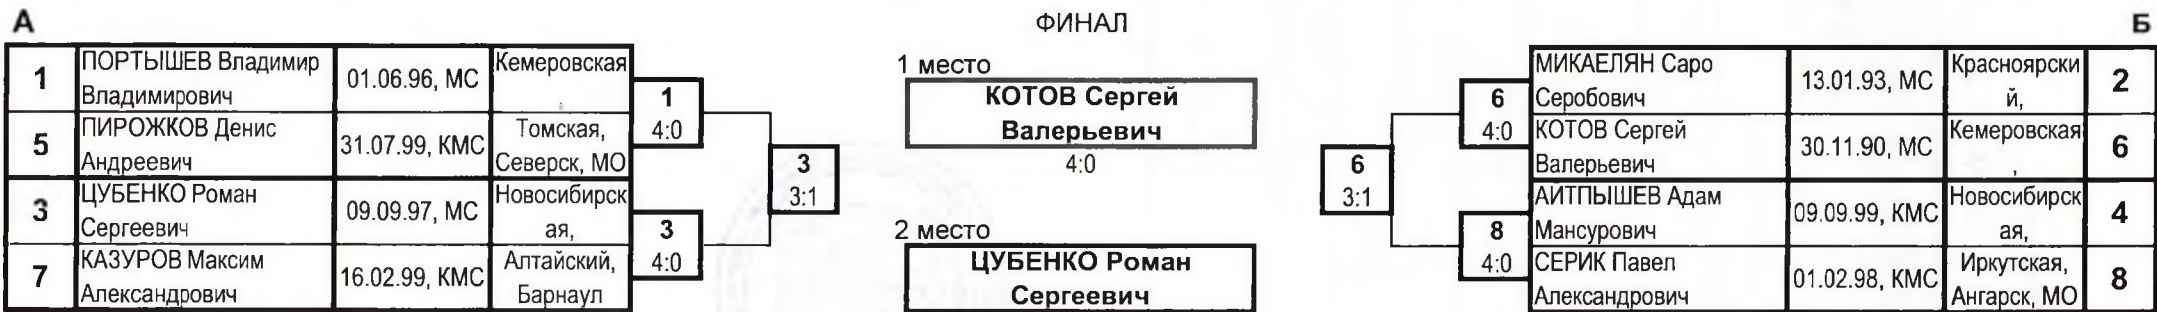 А
ФИНАЛ
Б
1
ПОРТЫШЕВ Владимир
Владимирович
01.06.96, МС
Кемеровская
,
5
ПИРОЖКОВ Денис
Андреевич
31.07.99, КМС
Томская,
Северск, МО
3
ЦУБЕНКО Роман
Сергеевич
09.09.97, МС
Новосибирск
ая,
7
КАЗУРОВ Максим
Александрович
16.02.99, КМС
Алтайский,
Барнаул
1
4:0
3
4:0
3
3:1
1 место
КОТОВ Сергей
Валерьевич
4:0
2 место
ЦУБЕНКО Роман
Сергеевич
6
3:1
6
4:0
8
4:0
МИКАЕЛЯН Саро
Серобович
13.01.93, МС
Красноярски
й,
2
КОТОВ Сергей
Валерьевич
30.11.90, МС
Кемеровская
,
6
АЙТПЫШЕВ Адам
Мансурович
09.09.99, КМС
Новосибирск
ая,
4
СЕРИК Павел
Александрович
01.02.98, КМС
Иркутская,
Ангарск, МО
8